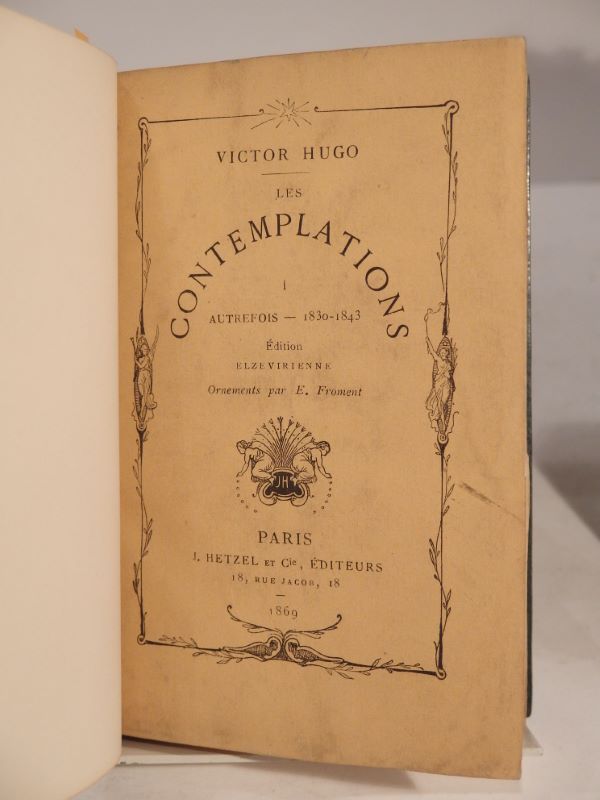 VICTOR HUGO
LES
CONTEMPLATIONS
I
AUTREFOIS — 1830-1843
Édition
ELZEVIRIENNE
Ornements par E. Froment
JH
PARIS
J. HETZEL ET Cie, ÉDITEURS
18, RUE JACOB, 18
1869